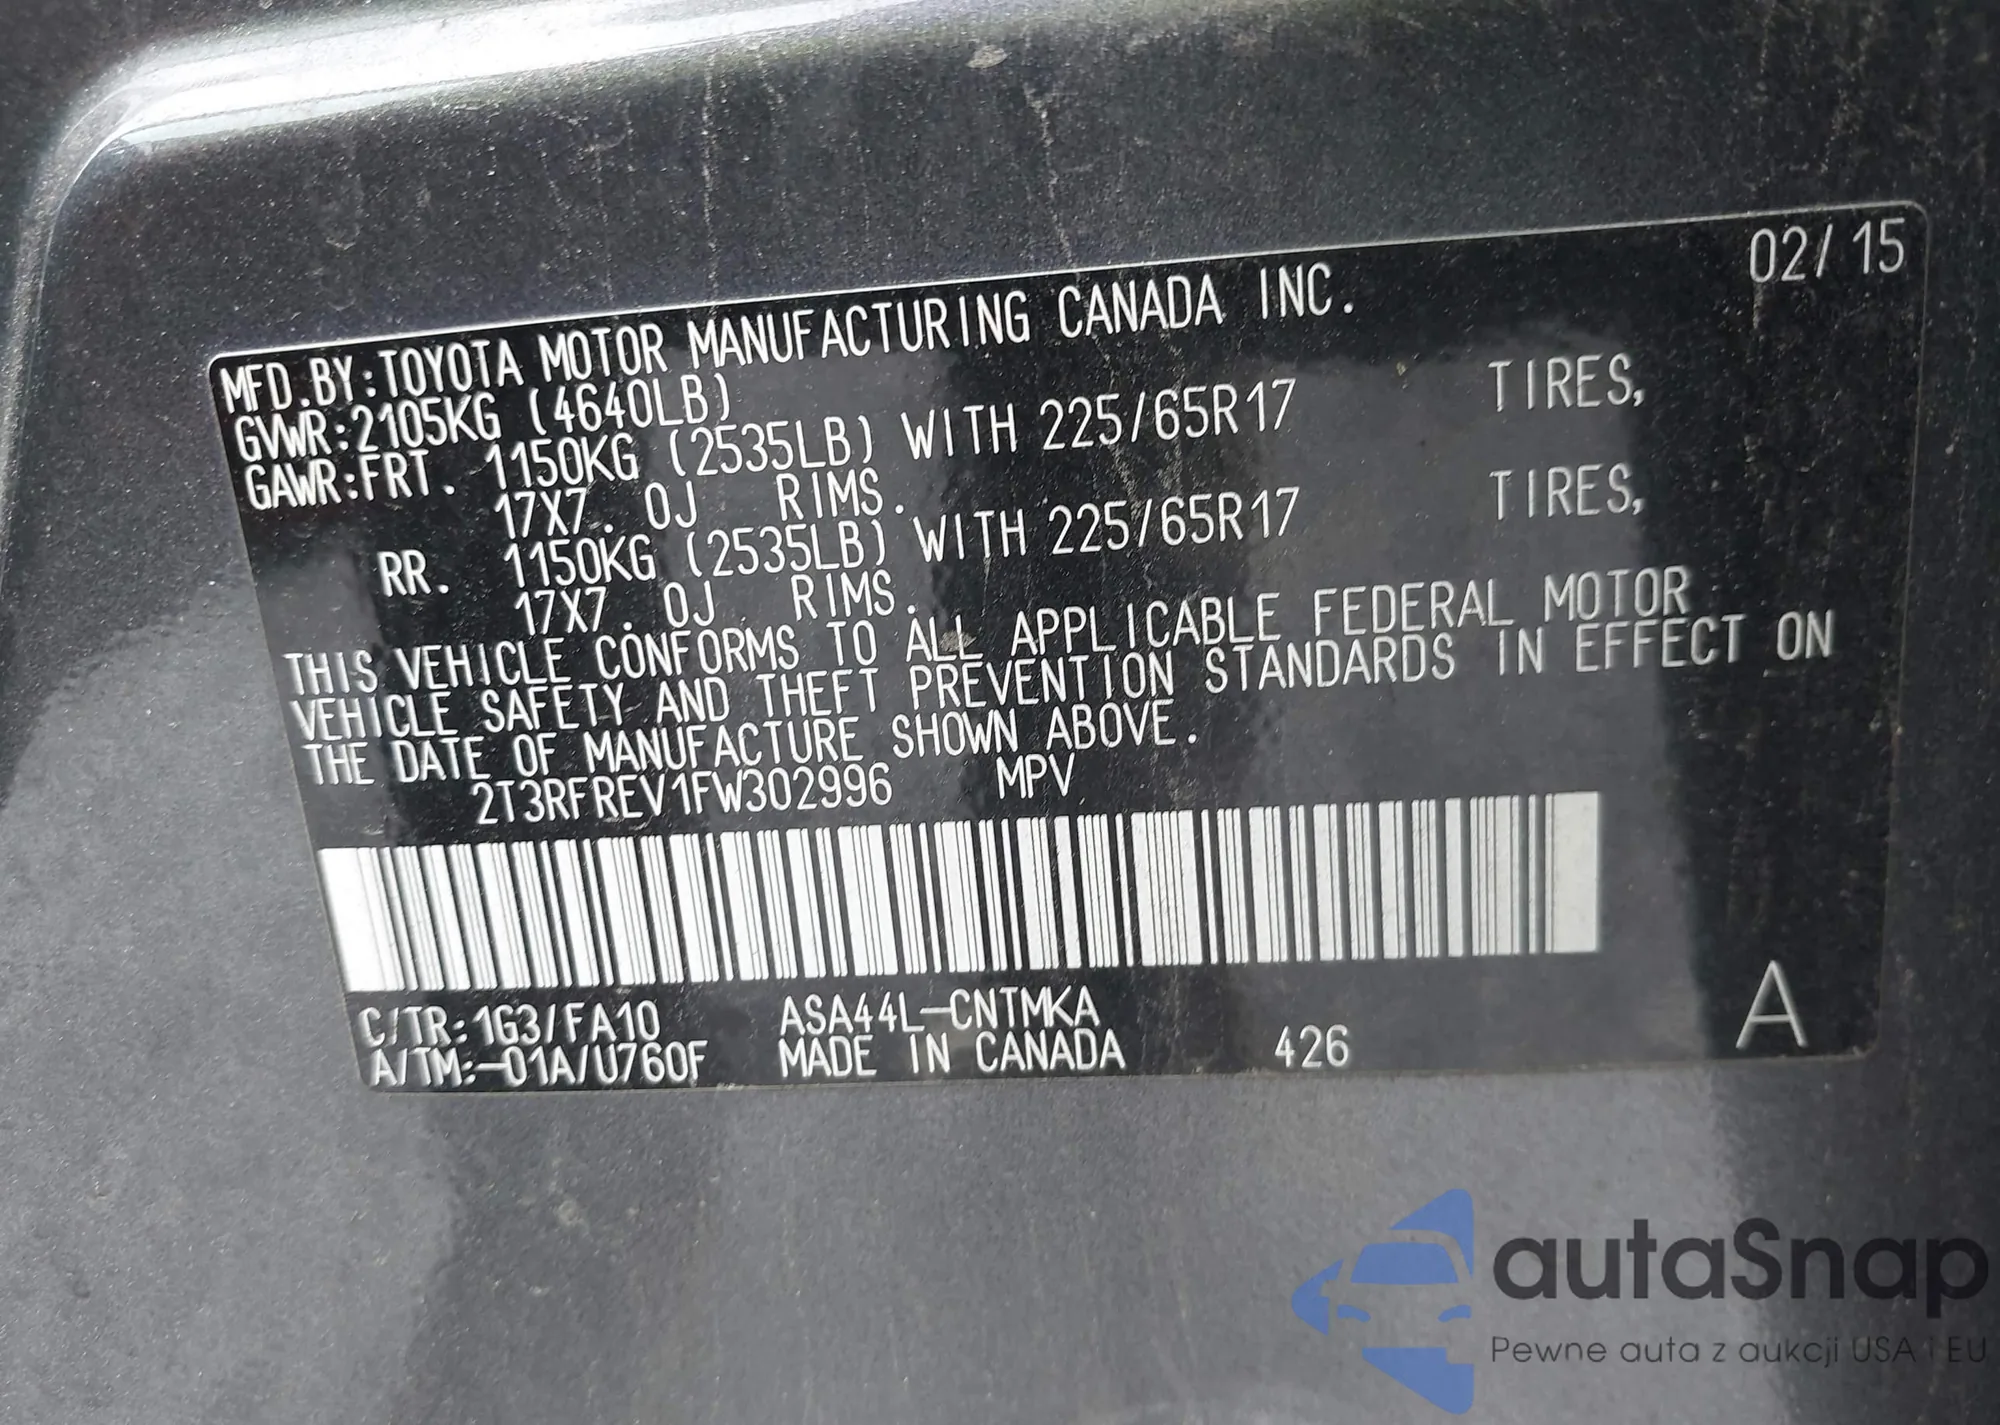 02/15
MFD.BY:TOYOTA MOTOR MANUFACTURING CANADA INC.
GVWR:2105KG (4640LB)
GAWR:FRT. 1150KG (2535LB) WITH 225/65R17 TIRES,
17X7.0J RIMS.
RR. 1150KG (2535LB) WITH 225/65R17 TIRES,
17X7.0J RIMS.
THIS VEHICLE CONFORMS TO ALL APPLICABLE FEDERAL MOTOR
VEHICLE SAFETY AND THEFT PREVENTION STANDARDS IN EFFECT ON
THE DATE OF MANUFACTURE SHOWN ABOVE.
2T3RFREV1FW302996 MPV
C/TR:1G3/FA10 ASA44L-CNTMKA
A/TM:-01A/U760F MADE IN CANADA 426 A
autaSnap
Pewne auta z aukcji USA i EU